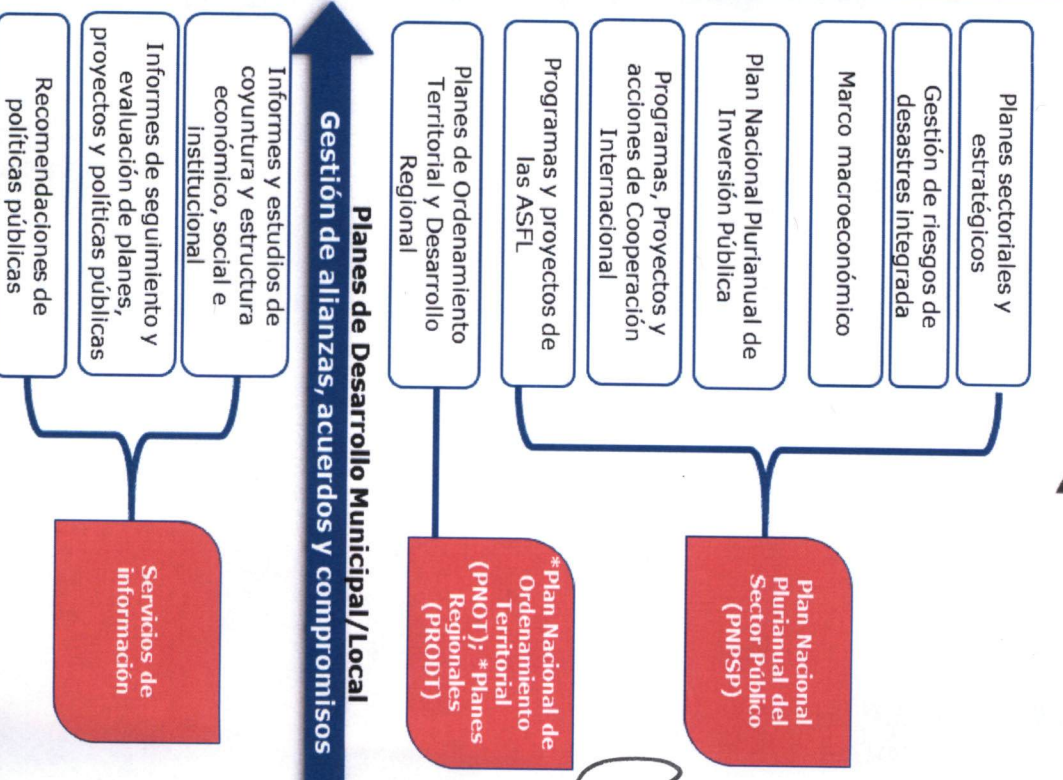 Planes sectoriales y
estratégicos
Gestión de riesgos de
desastres integrada
Marco macroeconómico
Plan Nacional Plurianual de
Inversión Pública
Programas, Proyectos y
acciones de Cooperación
Internacional
Programas y proyectos de
las ASFL
Plan Nacional
Plurianual del
Sector Público
(PNPSP)
Planes de Ordenamiento
Territorial y Desarrollo
Regional
*Plan Nacional de
Ordenamiento
Territorial
(PNOT); *Planes
Regionales
(PRODT)
Planes de Desarrollo Municipal/Local
Gestión de alianzas, acuerdos y compromisos
Informes y estudios de
coyuntura y estructura
económico, social e
institucional
Informes de seguimiento y
evaluación de planes,
proyectos y políticas públicas
Recomendaciones de
políticas públicas
Servicios de
información